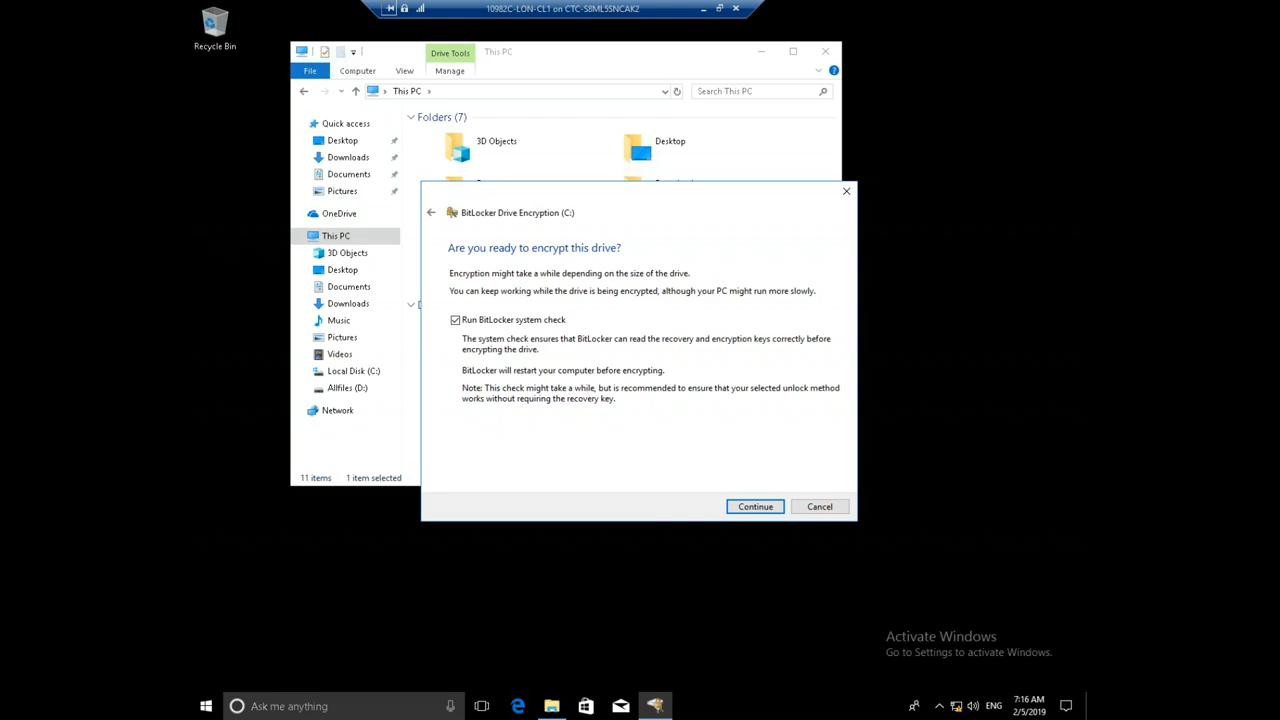 10982C-LON-CL1 on CTC-S8ML5SNCAK2
Recycle Bin
Drive Tools
This PC
File
Computer
View
Manage
This PC
Search This PC
Quick access
Desktop
Downloads
Documents
Pictures
OneDrive
This PC
3D Objects
Desktop
Documents
Downloads
Music
Pictures
Videos
Local Disk (C:)
Allfiles (D:)
Network
11 items
1 item selected
Folders (7)
3D Objects
Desktop
BitLocker Drive Encryption (C:)
Are you ready to encrypt this drive?
Encryption might take a while depending on the size of the drive.
You can keep working while the drive is being encrypted, although your PC might run more slowly.
Run BitLocker system check
The system check ensures that BitLocker can read the recovery and encryption keys correctly before
encrypting the drive.
BitLocker will restart your computer before encrypting.
Note: This check might take a while, but is recommended to ensure that your selected unlock method
works without requiring the recovery key.
Continue
Cancel
Activate Windows
Go to Settings to activate Windows.
Ask me anything
ENG
7:16 AM
2/5/2019